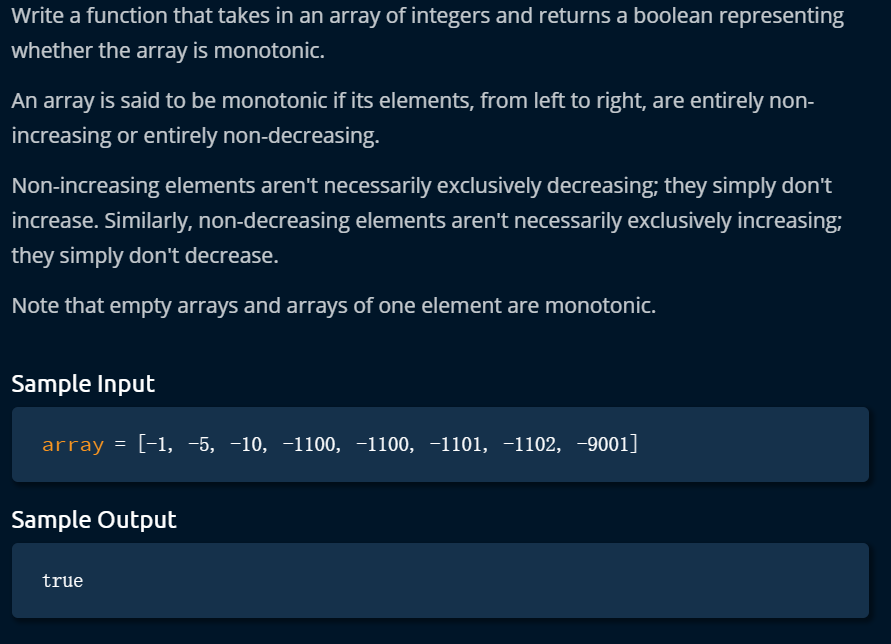 Write a function that takes in an array of integers and returns a boolean representing
whether the array is monotonic.
An array is said to be monotonic if its elements, from left to right, are entirely non-
increasing or entirely non-decreasing.
Non-increasing elements aren't necessarily exclusively decreasing; they simply don't
increase. Similarly, non-decreasing elements aren't necessarily exclusively increasing;
they simply don't decrease.
Note that empty arrays and arrays of one element are monotonic.
Sample Input
array = [-1, -5, -10, -1100, -1100, -1101, -1102, -9001]
Sample Output
true